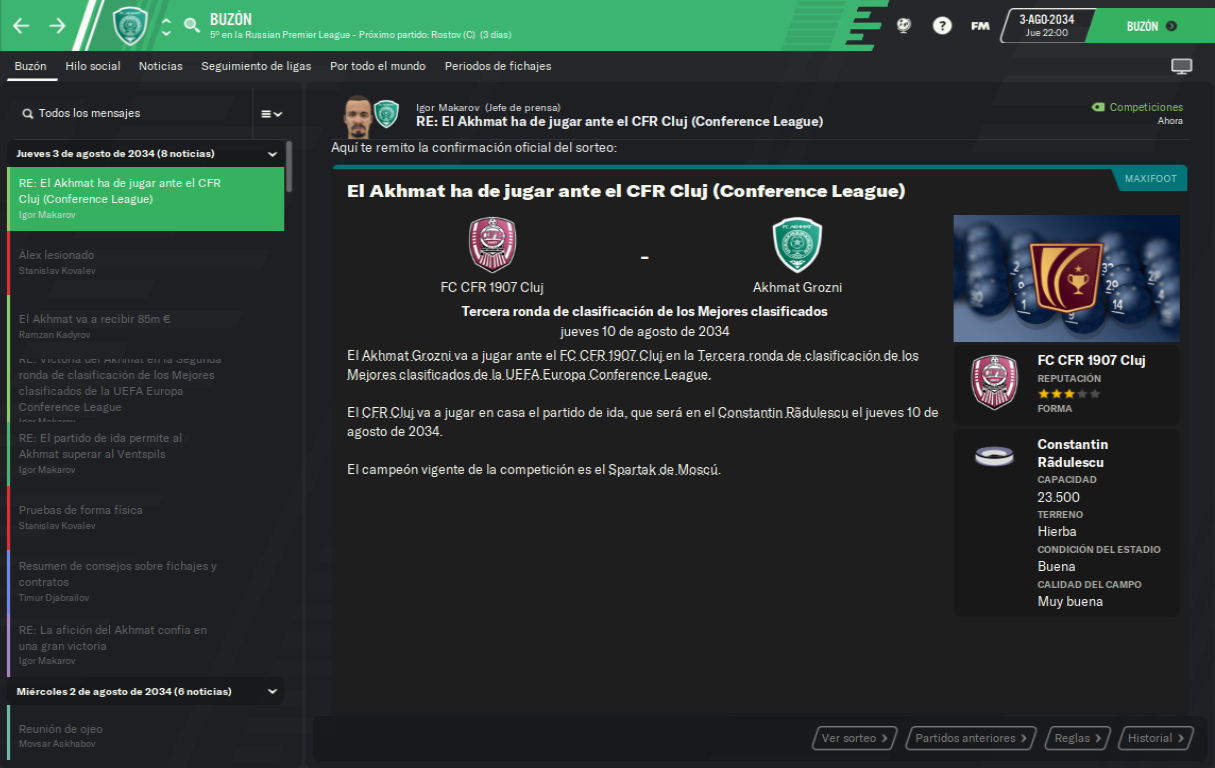 BUZÓN
5º en la Russian Premier League - Próximo partido: Rostov (C) (3 días)
?
FM
3-AGO-2034
Jue 22:00
BUZÓN
Buzón
Hilo social
Noticias
Seguimiento de ligas
Por todo el mundo
Periodos de fichajes
Todos los mensajes
Jueves 3 de agosto de 2034 (8 noticias)
RE: El Akhmat ha de jugar ante el CFR
Cluj (Conference League)
Igor Makarov
Àlex lesionado
Stanislav Kovalev
El Akhmat va a recibir 85m €
Ramzan Kadyrov
RE: Victoria del Akhmat en la Segunda
ronda de clasificación de los Mejores
clasificados de la UEFA Europa
Conference League
Igor Makarov
RE: El partido de ida permite al
Akhmat superar al Ventspils
Igor Makarov
Pruebas de forma física
Stanislav Kovalev
Resumen de consejos sobre fichajes y
contratos
Timur Djabrailov
RE: La afición del Akhmat confía en
una gran victoria
Igor Makarov
Miércoles 2 de agosto de 2034 (6 noticias)
Reunión de ojeo
Movsar Askhabov
Igor Makarov (Jefe de prensa)
RE: El Akhmat ha de jugar ante el CFR Cluj (Conference League)
Competiciones
Ahora
Aquí te remito la confirmación oficial del sorteo:
MAXIFOOT
El Akhmat ha de jugar ante el CFR Cluj (Conference League)
-
FC CFR 1907 Cluj
Akhmat Grozni
Tercera ronda de clasificación de los Mejores clasificados
jueves 10 de agosto de 2034
El Akhmat Grozni va a jugar ante el FC CFR 1907 Cluj en la Tercera ronda de clasificación de los
Mejores clasificados de la UEFA Europa Conference League.
El CFR Cluj va a jugar en casa el partido de ida, que será en el Constantin Rădulescu el jueves 10 de
agosto de 2034.
El campeón vigente de la competición es el Spartak de Moscú.
FC CFR 1907 Cluj
REPUTACIÓN
FORMA
Constantin
Rădulescu
CAPACIDAD
23.500
TERRENO
Hierba
CONDICIÓN DEL ESTADIO
Buena
CALIDAD DEL CAMPO
Muy buena
Ver sorteo
Partidos anteriores
Reglas
Historial